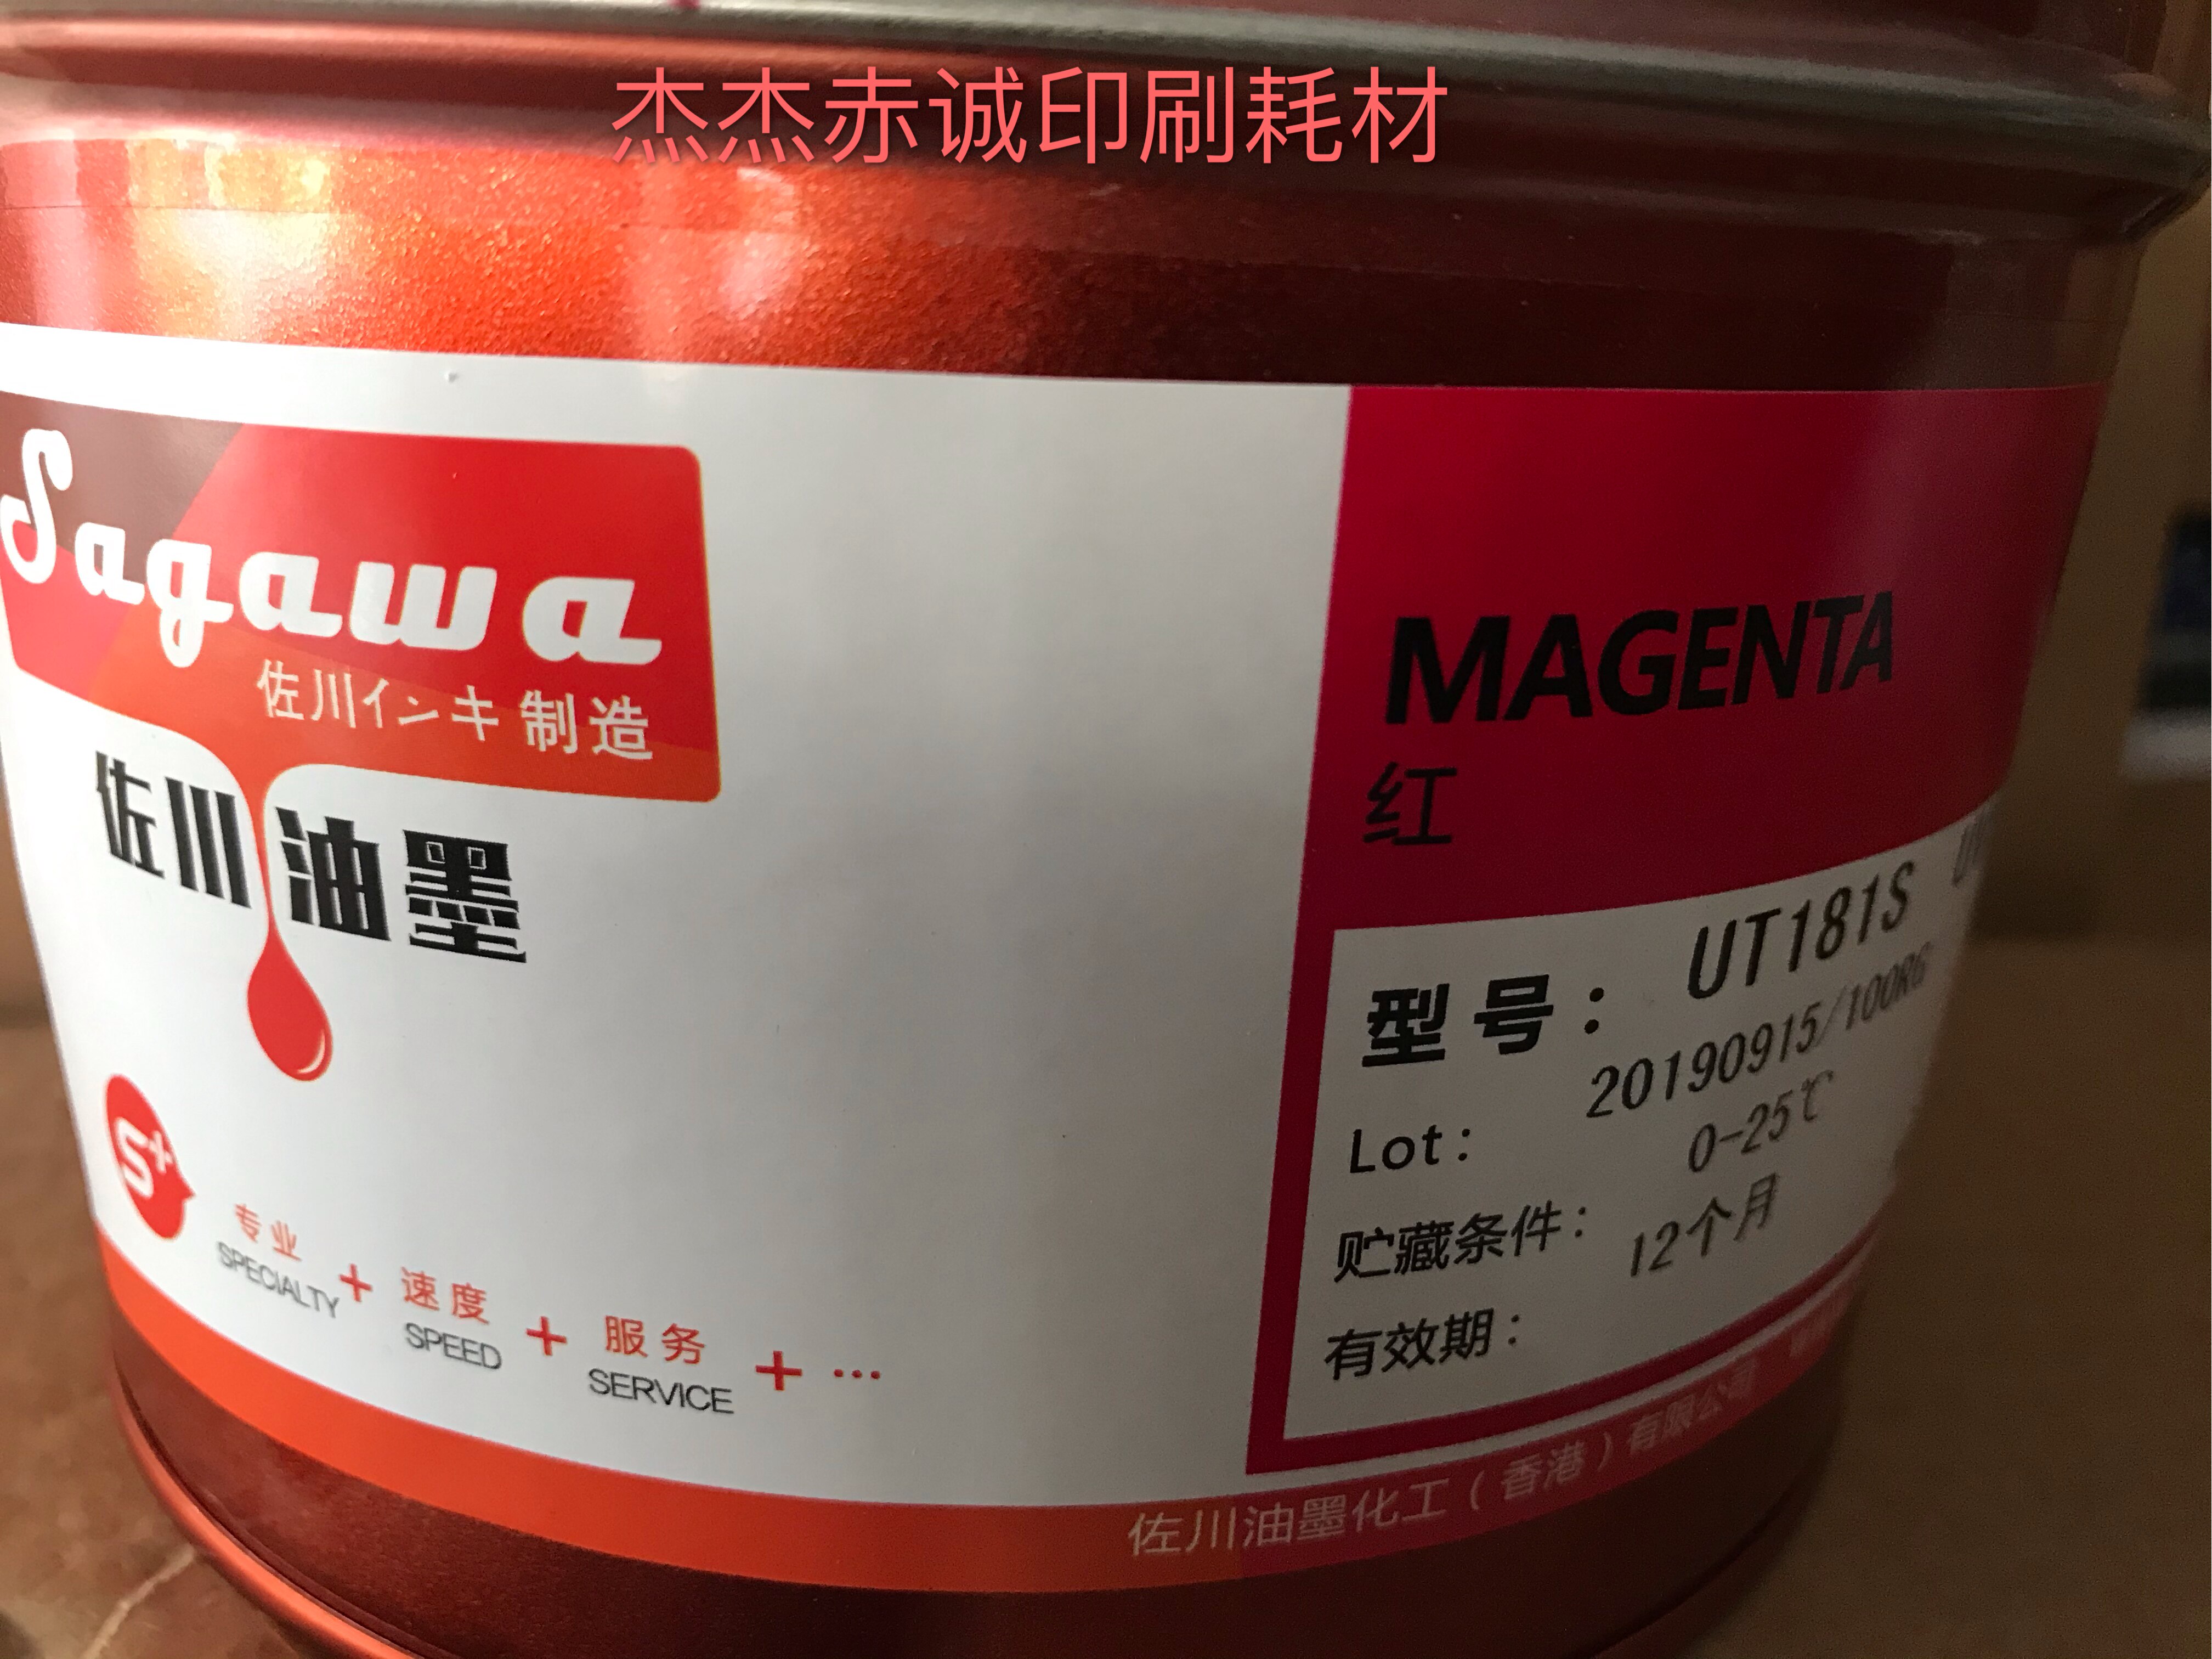 杰杰赤诚印刷耗材
Sagawa
佐川インキ 制造
佐川油墨
S+
专业 + 速度 + 服务 + …
SPECIALTY SPEED SERVICE
MAGENTA
红
型号： UT181S
Lot： 20190915/100RG
贮藏条件： 0-25℃
有效期： 12个月
佐川油墨化工（香港）有限公司